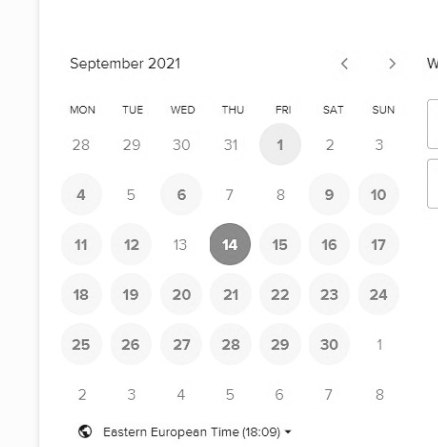 September 2021
W
MON TUE WED THU FRI SAT SUN
28 29 30 31 1 2 3
4 5 6 7 8 9 10
11 12 13 14 15 16 17
18 19 20 21 22 23 24
25 26 27 28 29 30 1
2 3 4 5 6 7 8
Eastern European Time (18:09)